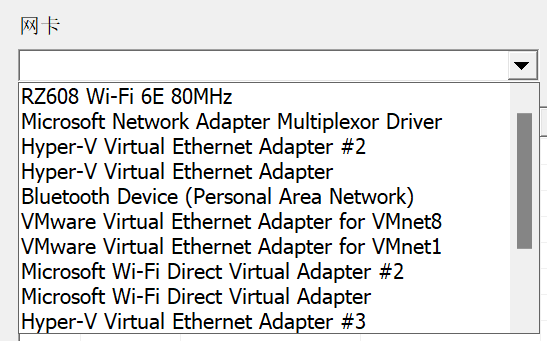 网卡
RZ608 Wi-Fi 6E 80MHz
Microsoft Network Adapter Multiplexor Driver
Hyper-V Virtual Ethernet Adapter #2
Hyper-V Virtual Ethernet Adapter
Bluetooth Device (Personal Area Network)
VMware Virtual Ethernet Adapter for VMnet8
VMware Virtual Ethernet Adapter for VMnet1
Microsoft Wi-Fi Direct Virtual Adapter #2
Microsoft Wi-Fi Direct Virtual Adapter
Hyper-V Virtual Ethernet Adapter #3